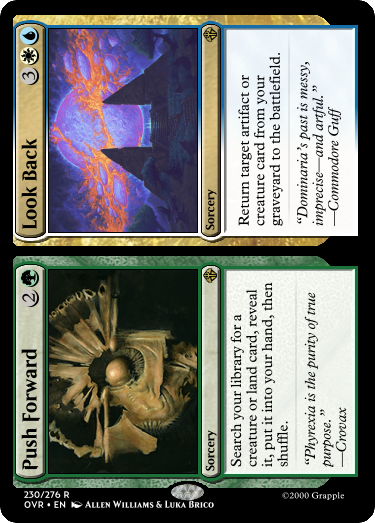 Push Forward 2
Sorcery
Search your library for a
creature or land card, reveal
it, put it into your hand, then
shuffle.
“Phyrexia is the purity of true
purpose.”
—Crovax
Look Back 3
Sorcery
Return target artifact or
creature card from your
graveyard to the battlefield.
“Dominaria’s past is messy,
imprecise—and artful.”
—Commodore Guff
230/276 R
OVR • EN Allen Williams & Luka Brico
©2000 Grapple